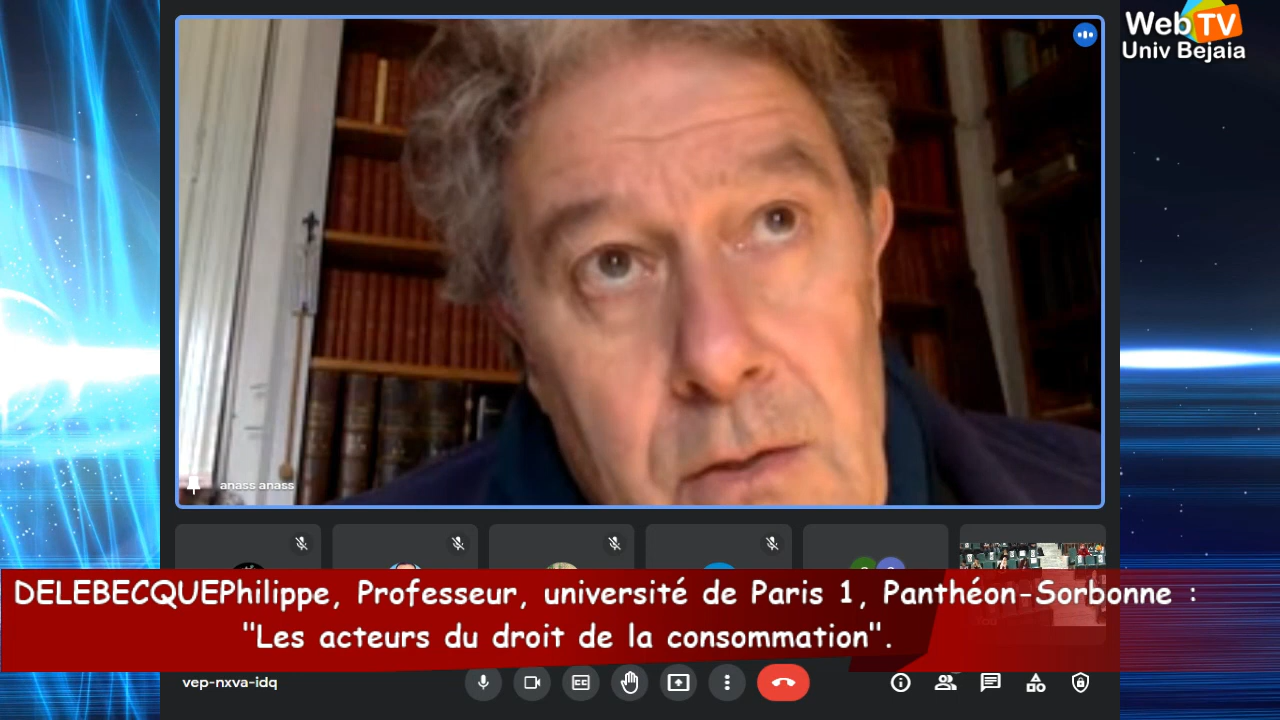 Web TV
Univ Bejaia
anass anass
DELEBECQUEPhilippe, Professeur, université de Paris 1, Panthéon-Sorbonne :
"Les acteurs du droit de la consommation".
vep-nxva-idq